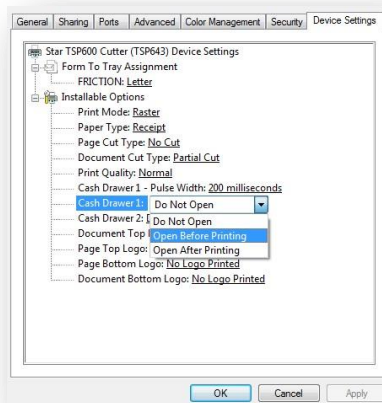 General Sharing Ports Advanced Color Management Security Device Settings
Star TSP600 Cutter (TSP643) Device Settings
Form To Tray Assignment
FRICTION: Letter
Installable Options
Print Mode: Raster
Paper Type: Receipt
Page Cut Type: No Cut
Document Cut Type: Partial Cut
Print Quality: Normal
Cash Drawer 1 - Pulse Width: 200 milliseconds
Cash Drawer 1: Do Not Open
Cash Drawer 2:
Do Not Open
Document Top
Open Before Printing
Page Top Logo:
Open After Printing
Page Bottom Logo: No Logo Printed
Document Bottom Logo: No Logo Printed
OK Cancel Apply